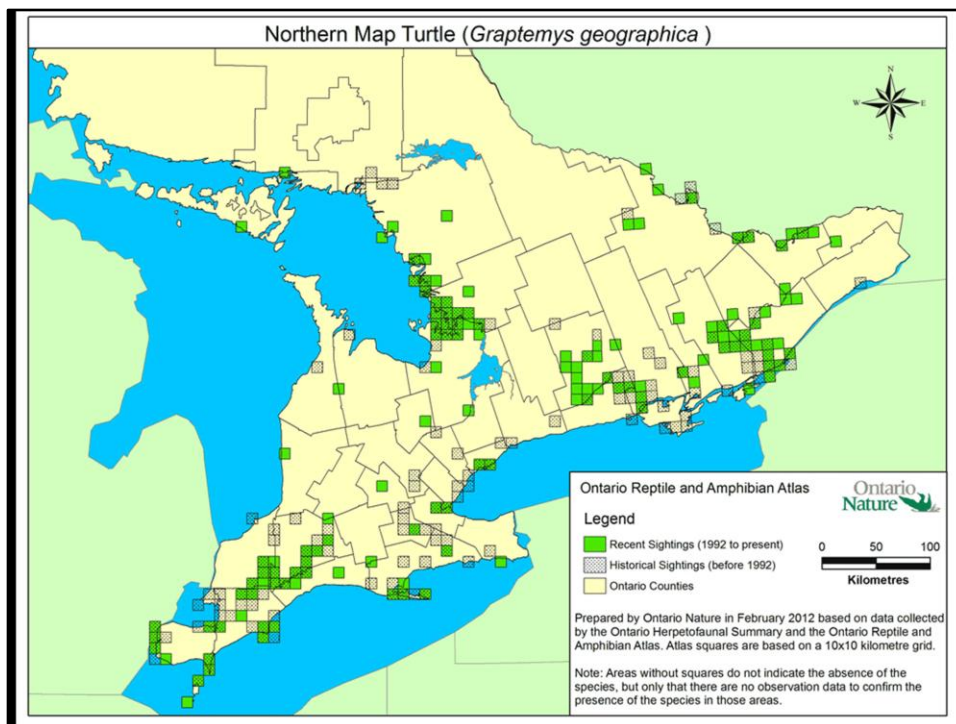 Northern Map Turtle (Graptemys geographica )
N
W E
S
Ontario Reptile and Amphibian Atlas
Ontario
Nature
Legend
Recent Sightings (1992 to present)
Historical Sightings (before 1992)
Ontario Counties
0 50 100
Kilometres
Prepared by Ontario Nature in February 2012 based on data collected
by the Ontario Herpetofaunal Summary and the Ontario Reptile and
Amphibian Atlas. Atlas squares are based on a 10x10 kilometre grid.
Note: Areas without squares do not indicate the absence of the
species, but only that there are no observation data to confirm the
presence of the species in those areas.